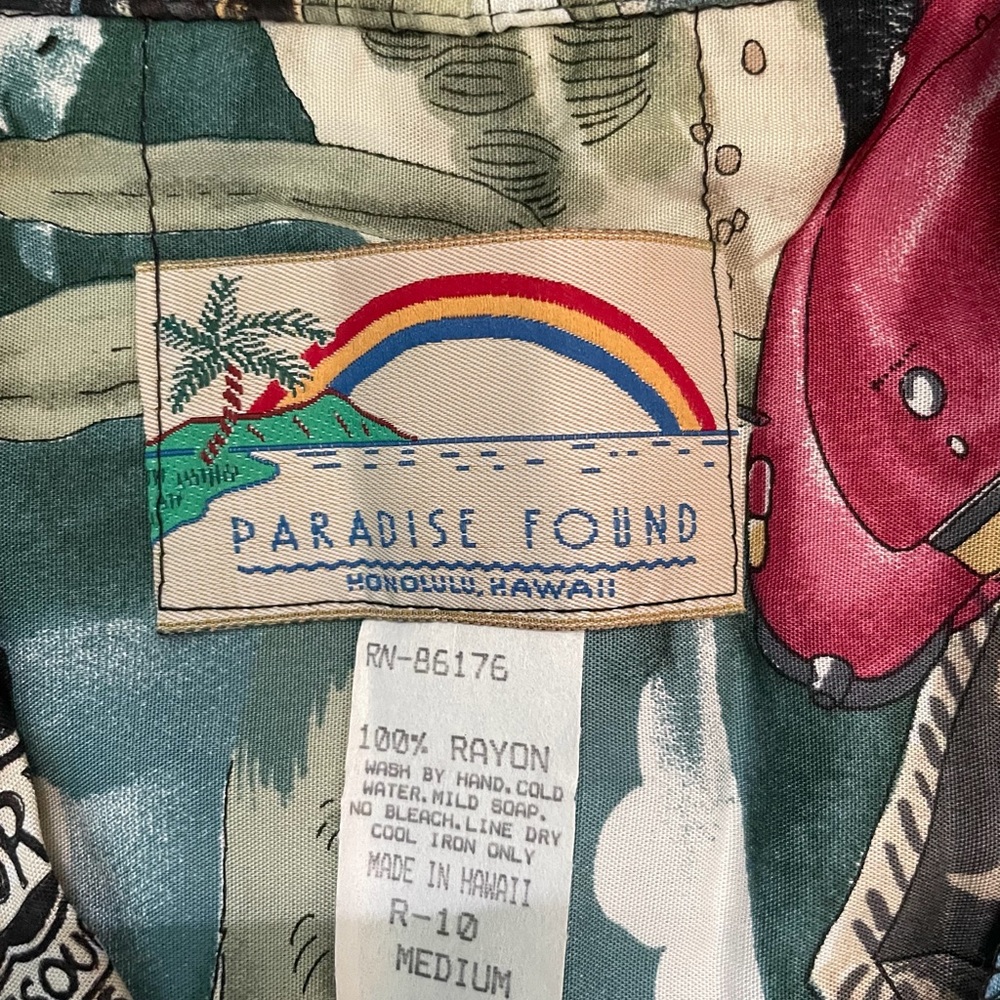 PARADISE FOUND
HONOLULU, HAWAII
RN-86176
100% RAYON
WASH BY HAND.COLD
WATER.MILD SOAP.
NO BLEACH.LINE DRY
COOL IRON ONLY
MADE IN HAWAII
R-10
MEDIUM